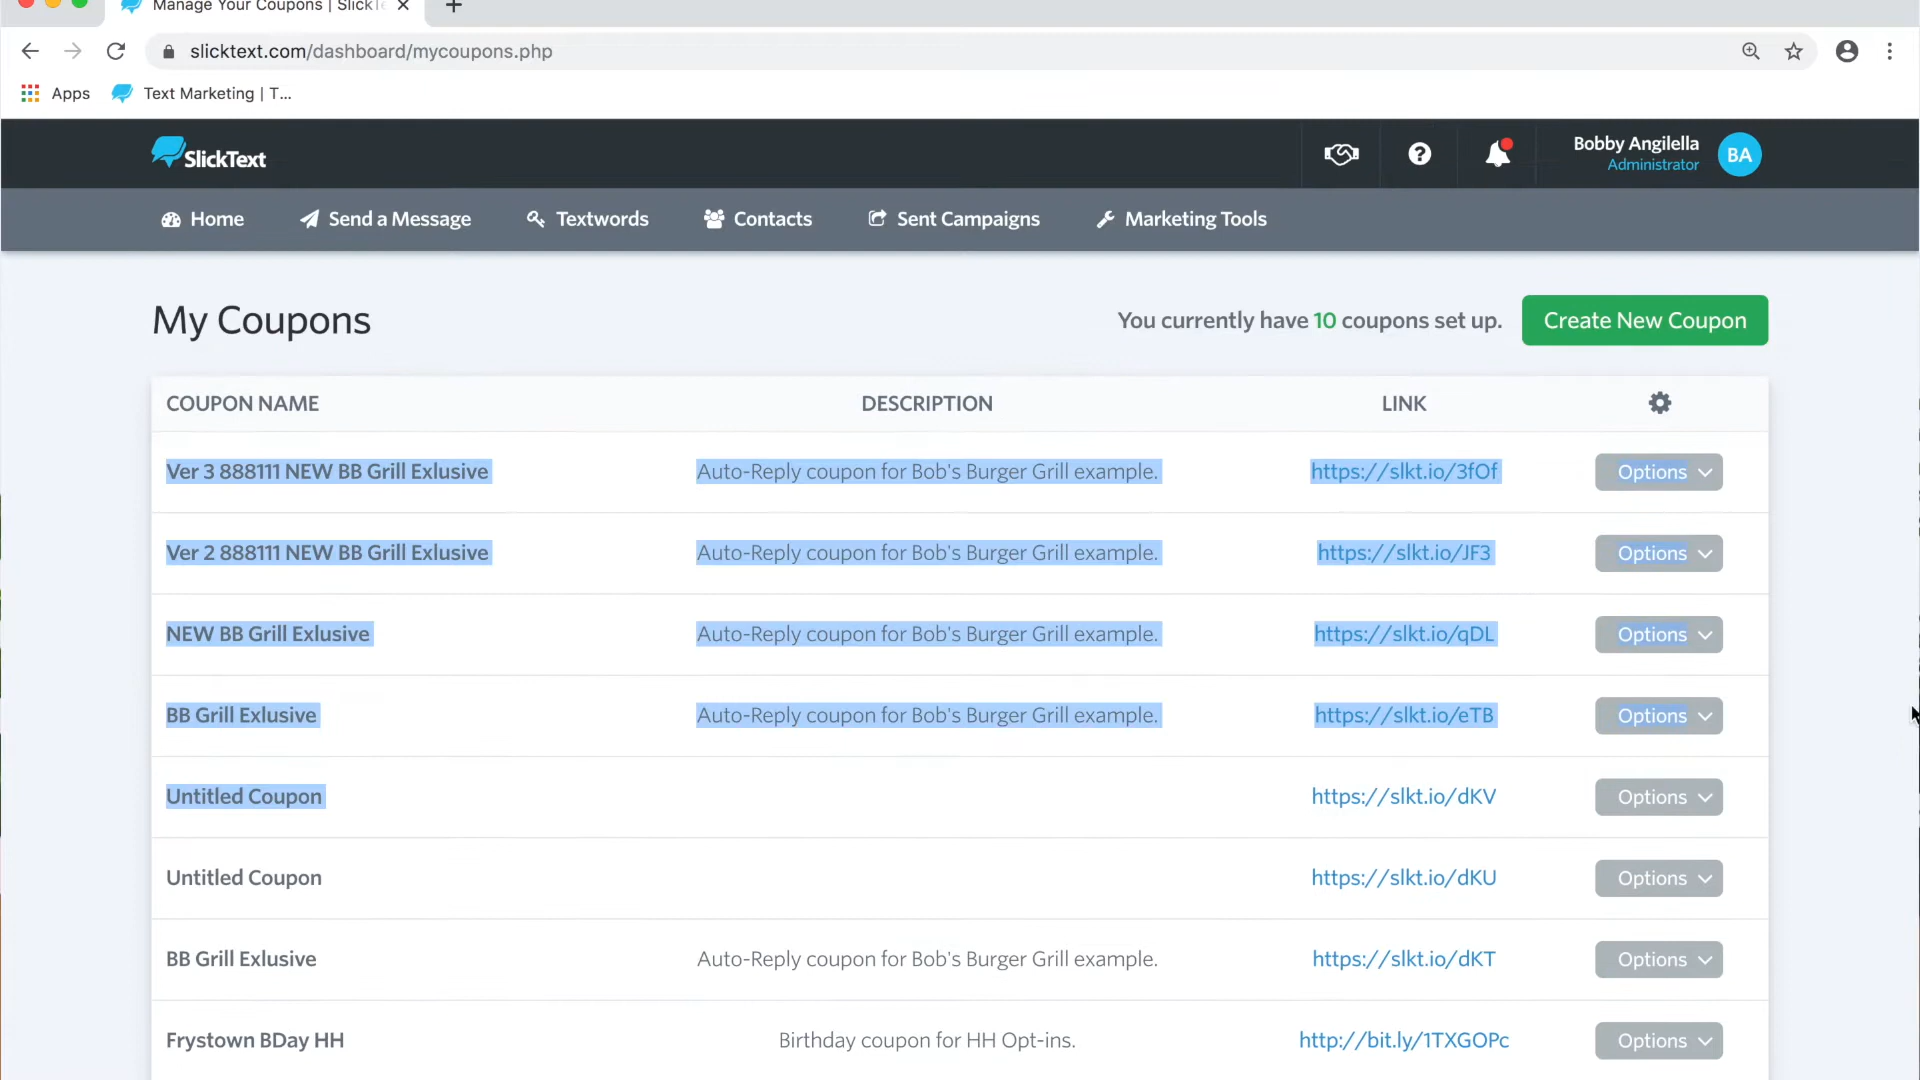 Manage Your Coupons | SlickTe
slicktext.com/dashboard/mycoupons.php
Apps Text Marketing | T...
SlickText
Bobby Angilella
Administrator
BA
Home Send a Message Textwords Contacts Sent Campaigns Marketing Tools
My Coupons You currently have 10 coupons set up. Create New Coupon
COUPON NAME DESCRIPTION LINK
Ver 3 888111 NEW BB Grill Exlusive Auto-Reply coupon for Bob's Burger Grill example. https://slkt.io/3fOf Options
Ver 2 888111 NEW BB Grill Exlusive Auto-Reply coupon for Bob's Burger Grill example. https://slkt.io/JF3 Options
NEW BB Grill Exlusive Auto-Reply coupon for Bob's Burger Grill example. https://slkt.io/qDL Options
BB Grill Exlusive Auto-Reply coupon for Bob's Burger Grill example. https://slkt.io/eTB Options
Untitled Coupon https://slkt.io/dKV Options
Untitled Coupon https://slkt.io/dKU Options
BB Grill Exlusive Auto-Reply coupon for Bob's Burger Grill example. https://slkt.io/dKT Options
Frystown BDay HH Birthday coupon for HH Opt-ins. http://bit.ly/1TXGOPc Options